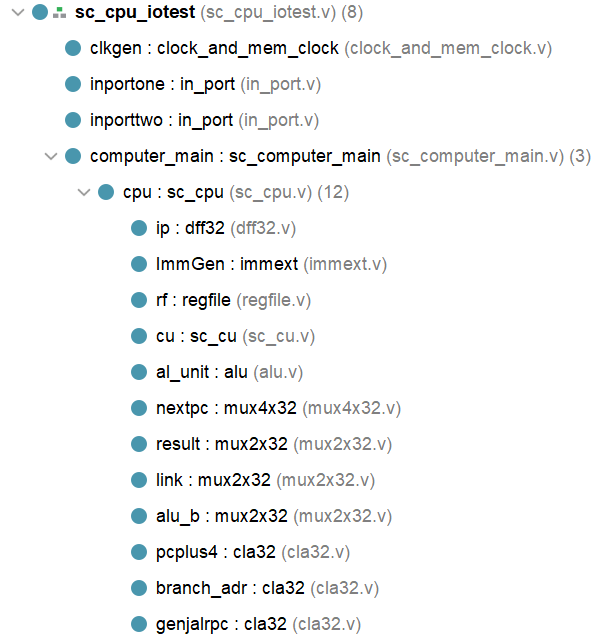 sc_cpu_iotest (sc_cpu_iotest.v) (8)
clkgen : clock_and_mem_clock (clock_and_mem_clock.v)
inportone : in_port (in_port.v)
inporttwo : in_port (in_port.v)
computer_main : sc_computer_main (sc_computer_main.v) (3)
cpu : sc_cpu (sc_cpu.v) (12)
ip : dff32 (dff32.v)
ImmGen : immext (immext.v)
rf : regfile (regfile.v)
cu : sc_cu (sc_cu.v)
al_unit : alu (alu.v)
nextpc : mux4x32 (mux4x32.v)
result : mux2x32 (mux2x32.v)
link : mux2x32 (mux2x32.v)
alu_b : mux2x32 (mux2x32.v)
pcplus4 : cla32 (cla32.v)
branch_adr : cla32 (cla32.v)
genjalrpc : cla32 (cla32.v)